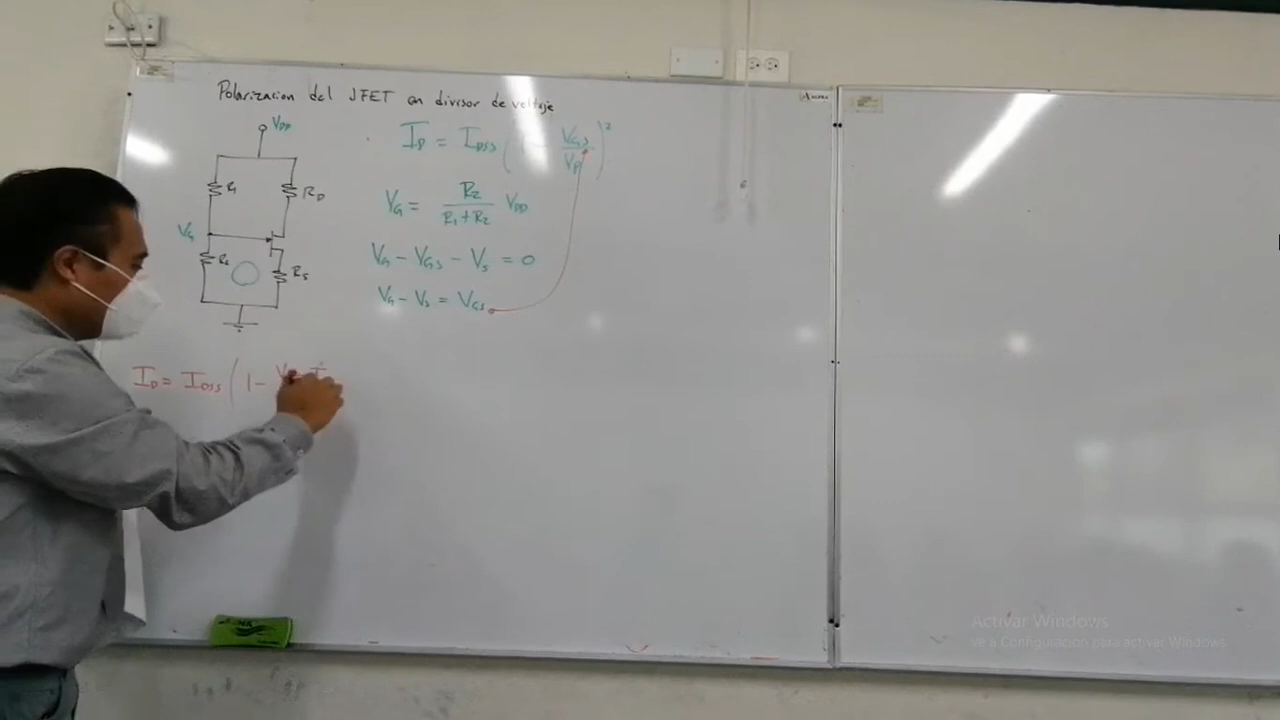 Polarizacion del JFET en divisor de voltaje
VDD
R1
RD
VG
R2
RS
ID = IDSS ( VGS / VP )²
VG = R2 / R1 + R2 VDD
VG - VGS - VS = 0
VG - VS = VGS
ID = IDSS ( 1 -
Activar Windows
Ve a Configuración para activar Windows.